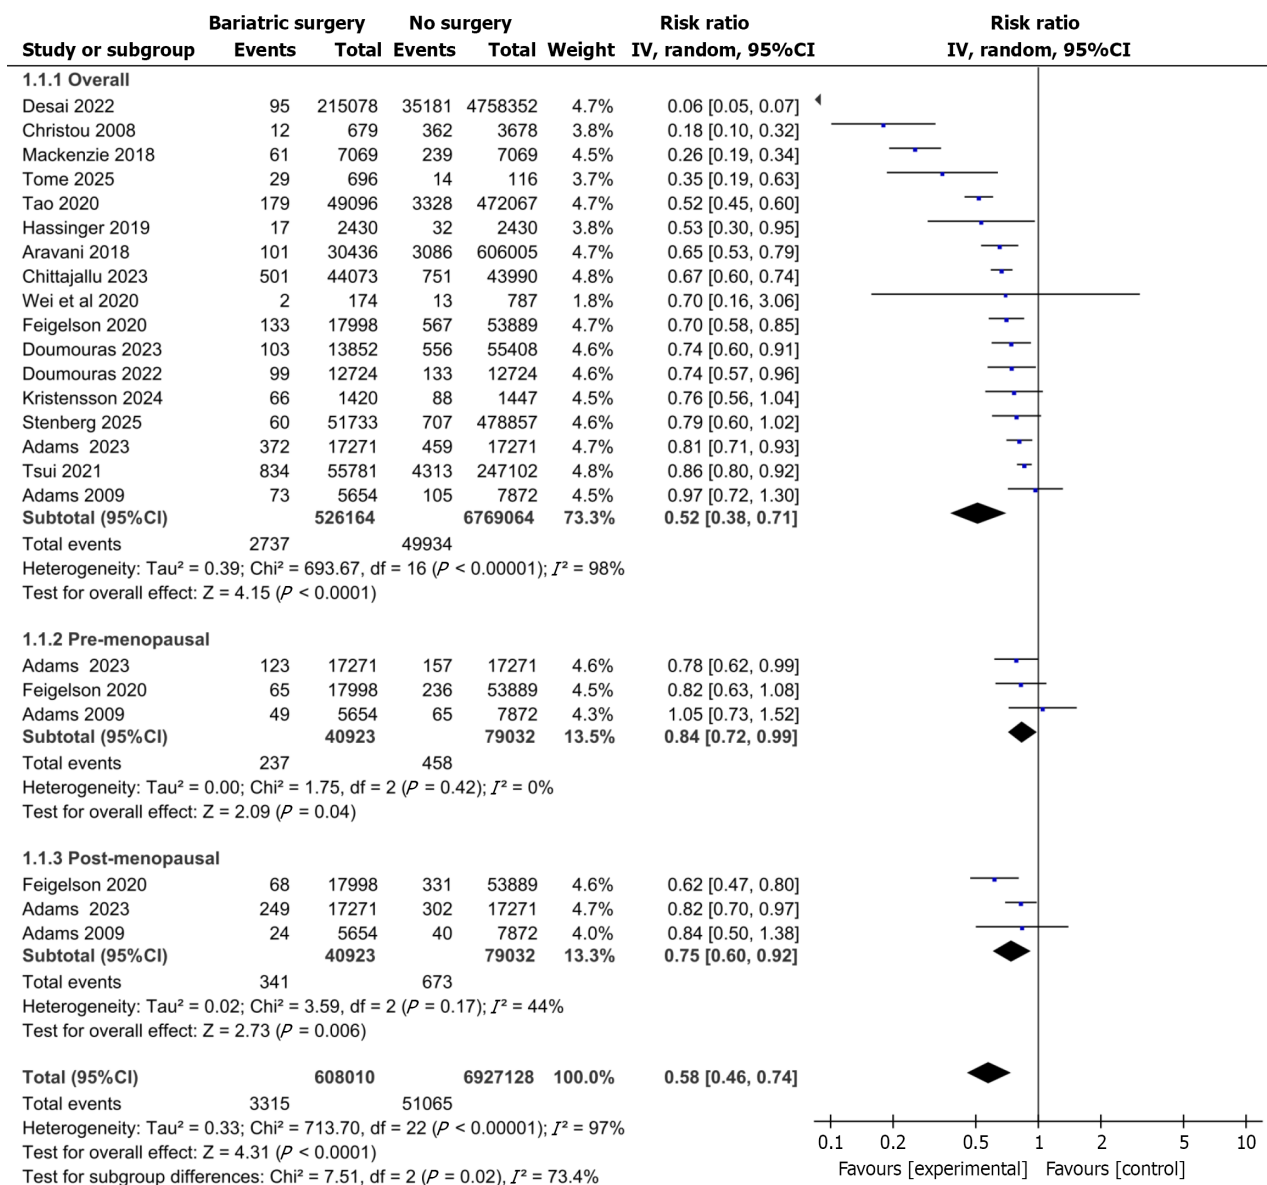 Bariatric surgery No surgery Risk ratio Risk ratio
Study or subgroup Events Total Events Total Weight IV, random, 95%CI IV, random, 95%CI
1.1.1 Overall
Desai 2022 95 215078 35181 4758352 4.7% 0.06 [0.05, 0.07]
Christou 2008 12 679 362 3678 3.8% 0.18 [0.10, 0.32]
Mackenzie 2018 61 7069 239 7069 4.5% 0.26 [0.19, 0.34]
Tome 2025 29 696 14 116 3.7% 0.35 [0.19, 0.63]
Tao 2020 179 49096 3328 472067 4.7% 0.52 [0.45, 0.60]
Hassinger 2019 17 2430 32 2430 3.8% 0.53 [0.30, 0.95]
Aravani 2018 101 30436 3086 606005 4.7% 0.65 [0.53, 0.79]
Chittajallu 2023 501 44073 751 43990 4.8% 0.67 [0.60, 0.74]
Wei et al 2020 2 174 13 787 1.8% 0.70 [0.16, 3.06]
Feigelson 2020 133 17998 567 53889 4.7% 0.70 [0.58, 0.85]
Doumouras 2023 103 13852 556 55408 4.6% 0.74 [0.60, 0.91]
Doumouras 2022 99 12724 133 12724 4.6% 0.74 [0.57, 0.96]
Kristensson 2024 66 1420 88 1447 4.5% 0.76 [0.56, 1.04]
Stenberg 2025 60 51733 707 478857 4.6% 0.79 [0.60, 1.02]
Adams 2023 372 17271 459 17271 4.7% 0.81 [0.71, 0.93]
Tsui 2021 834 55781 4313 247102 4.8% 0.86 [0.80, 0.92]
Adams 2009 73 5654 105 7872 4.5% 0.97 [0.72, 1.30]
Subtotal (95%CI) 526164 6769064 73.3% 0.52 [0.38, 0.71]
Total events 2737 49934
Heterogeneity: Tau² = 0.39; Chi² = 693.67, df = 16 (P < 0.00001); I² = 98%
Test for overall effect: Z = 4.15 (P < 0.0001)
1.1.2 Pre-menopausal
Adams 2023 123 17271 157 17271 4.6% 0.78 [0.62, 0.99]
Feigelson 2020 65 17998 236 53889 4.5% 0.82 [0.63, 1.08]
Adams 2009 49 5654 65 7872 4.3% 1.05 [0.73, 1.52]
Subtotal (95%CI) 40923 79032 13.5% 0.84 [0.72, 0.99]
Total events 237 458
Heterogeneity: Tau² = 0.00; Chi² = 1.75, df = 2 (P = 0.42); I² = 0%
Test for overall effect: Z = 2.09 (P = 0.04)
1.1.3 Post-menopausal
Feigelson 2020 68 17998 331 53889 4.6% 0.62 [0.47, 0.80]
Adams 2023 249 17271 302 17271 4.7% 0.82 [0.70, 0.97]
Adams 2009 24 5654 40 7872 4.0% 0.84 [0.50, 1.38]
Subtotal (95%CI) 40923 79032 13.3% 0.75 [0.60, 0.92]
Total events 341 673
Heterogeneity: Tau² = 0.02; Chi² = 3.59, df = 2 (P = 0.17); I² = 44%
Test for overall effect: Z = 2.73 (P = 0.006)
Total (95%CI) 608010 6927128 100.0% 0.58 [0.46, 0.74]
Total events 3315 51065
Heterogeneity: Tau² = 0.33; Chi² = 713.70, df = 22 (P < 0.00001); I² = 97%
Test for overall effect: Z = 4.31 (P < 0.0001)
Test for subgroup differences: Chi² = 7.51, df = 2 (P = 0.02), I² = 73.4%
0.1 0.2 0.5 1 2 5 10
Favours [experimental] Favours [control]